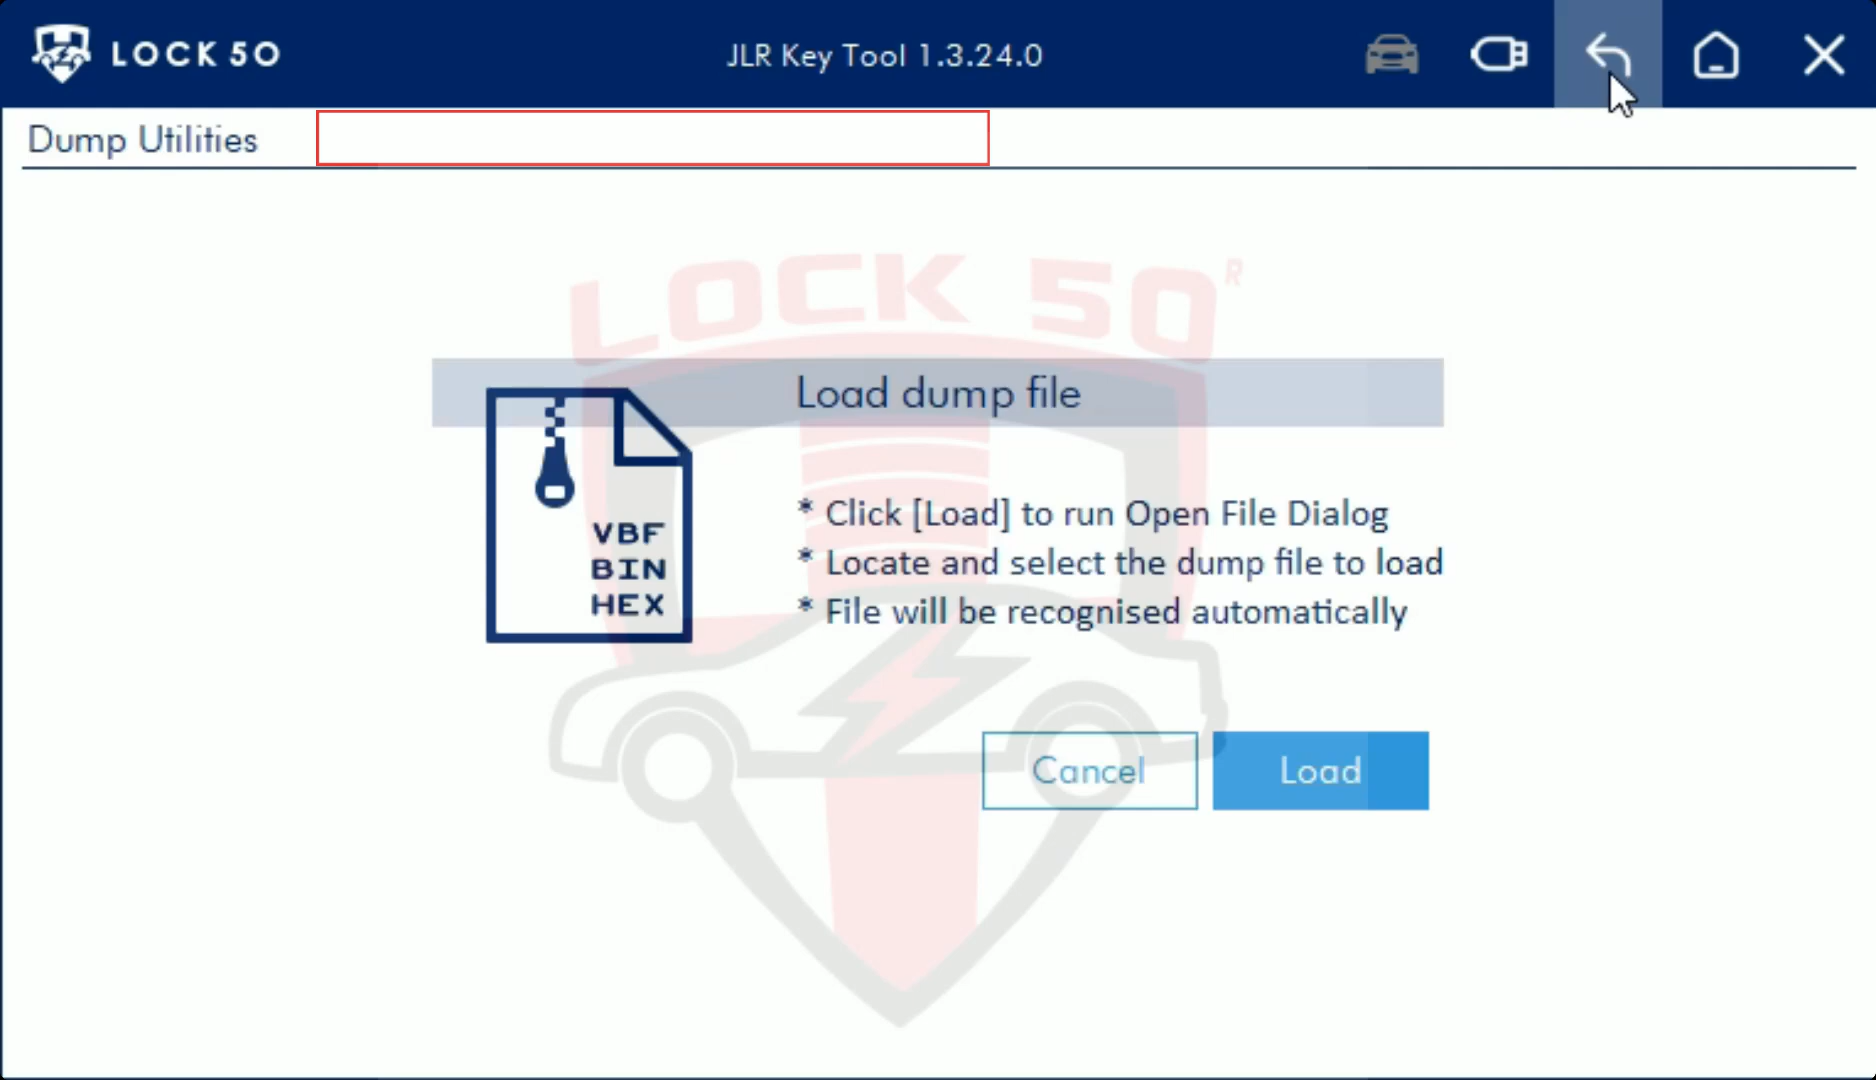 LOCK 50
JLR Key Tool 1.3.24.0
Dump Utilities
LOCK 50 R
Load dump file
VBF
BIN
HEX
* Click [Load] to run Open File Dialog
* Locate and select the dump file to load
* File will be recognised automatically
Cancel
Load